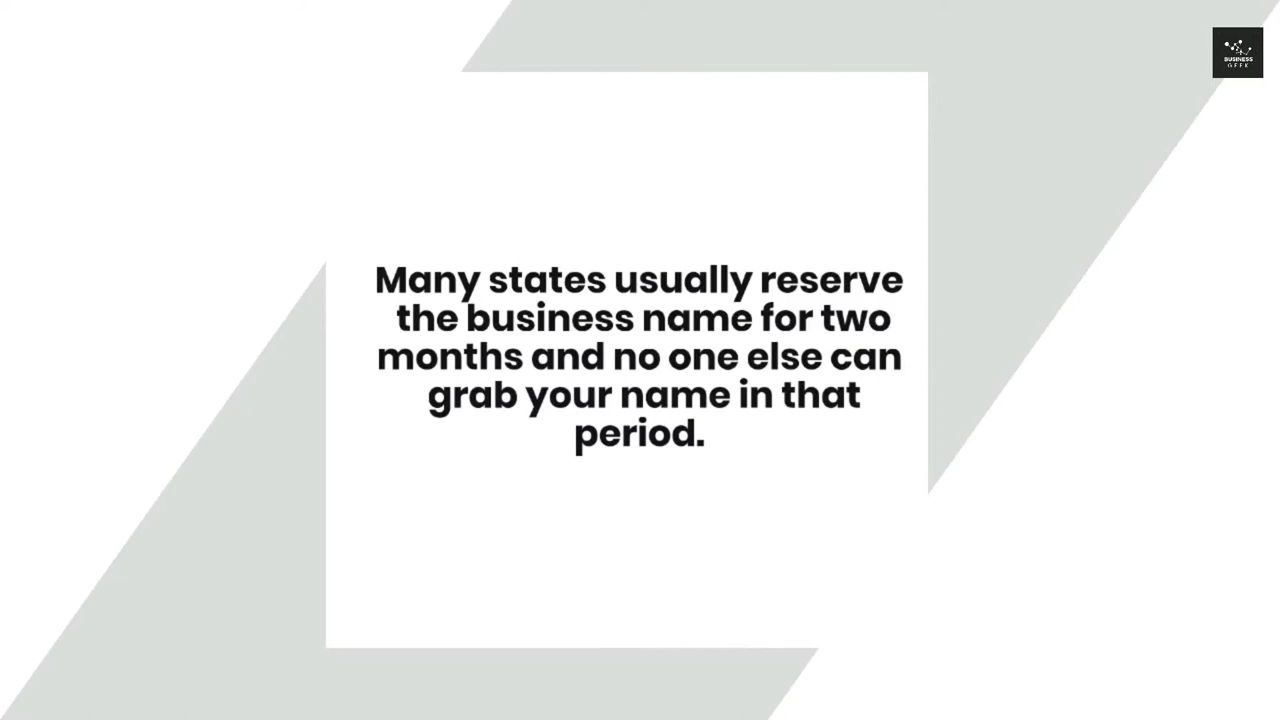 BUSINESS
GEEK
Many states usually reserve
the business name for two
months and no one else can
grab your name in that
period.